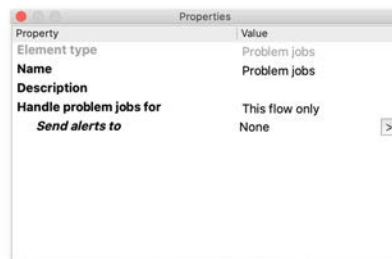 Properties
Property Value
Element type Problem jobs
Name Problem jobs
Description
Handle problem jobs for This flow only
Send alerts to None >